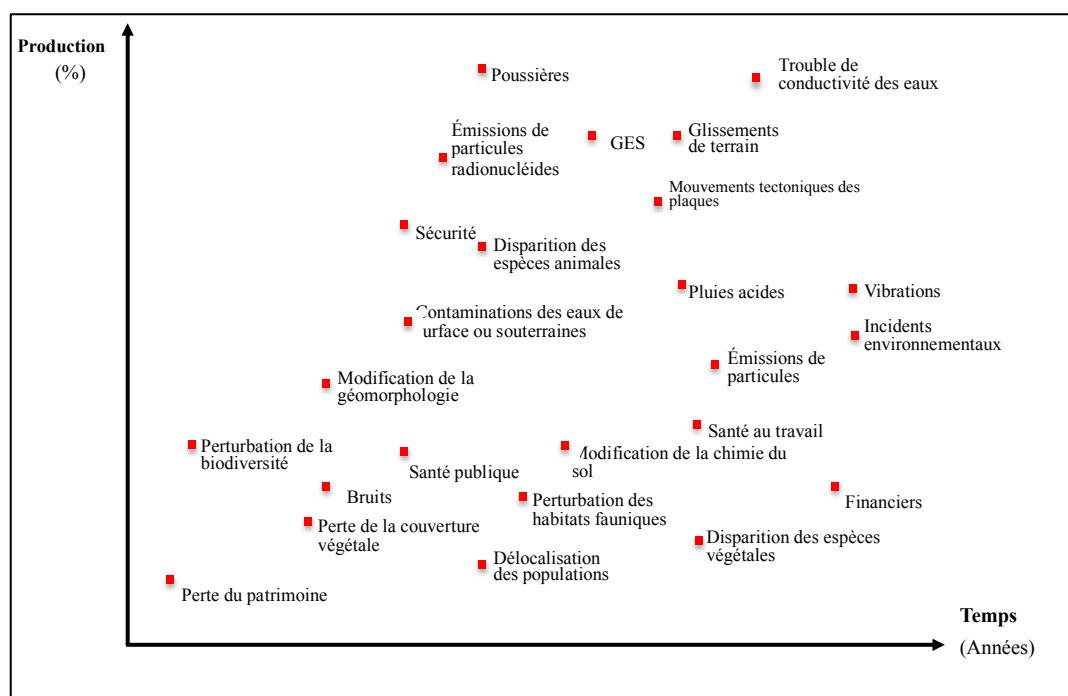 Production
(%)
Poussières
Trouble de
conductivité des eaux
Émissions de
particules
radionucléides
GES
Glissements
de terrain
Mouvements tectoniques des
plaques
Sécurité
Disparition des
espèces animales
Pluies acides
Vibrations
Contaminations des eaux de
urface ou souterraines
Incidents
environnementaux
Émissions de
particules
Modification de la
géomorphologie
Santé au travail
Perturbation de la
biodiversité
Santé publique
Modification de la chimie du
sol
Bruits
Perturbation des
habitats fauniques
Financiers
Perte de la couverture
végétale
Disparition des espèces
végétales
Délocalisation
des populations
Perte du patrimoine
Temps
(Années)